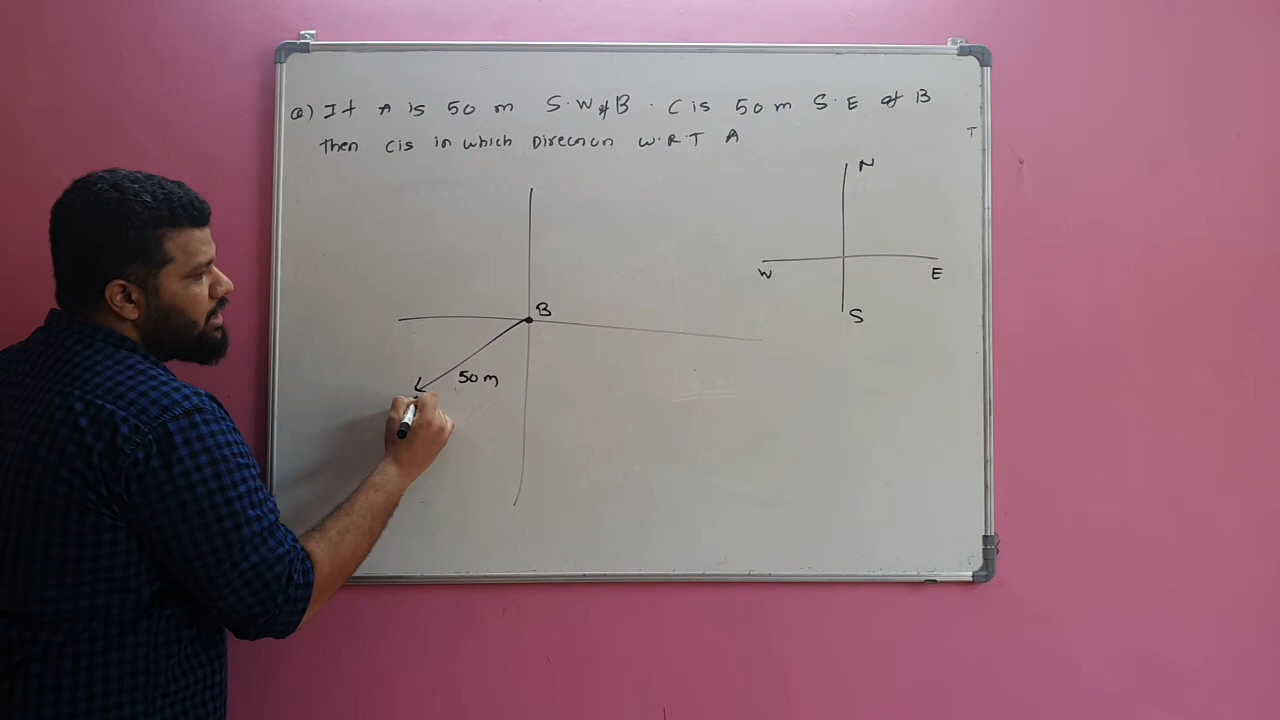 Q) If A is 50 m S.W of B. C is 50 m S.E of B
then C is in which Direction W.R.T A
N
W
E
S
B
50 m
T